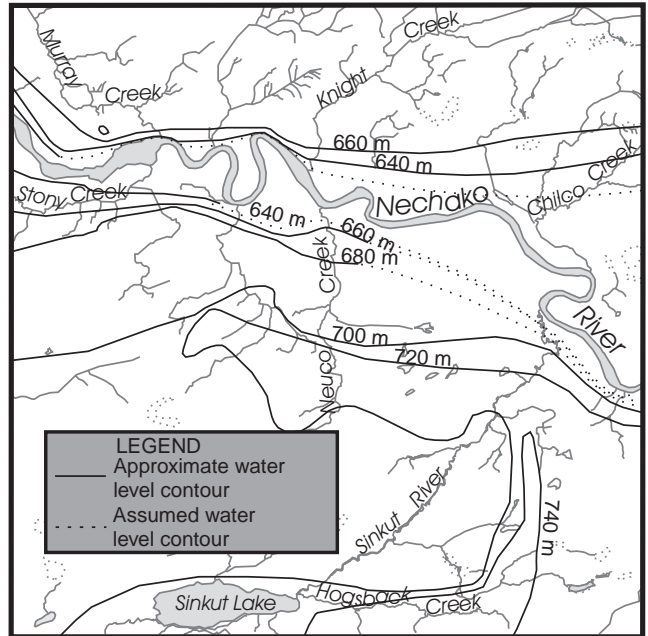 Murray
Creek
Knight
Creek
660 m
640 m
Stony Creek
Nechako
Chilco Creek
640 m
660 m
680 m
Creek
River
700 m
720 m
Neuco
LEGEND
Approximate water
level contour
Assumed water
level contour
Sinkut River
740 m
Sinkut Lake
Hogsback
Creek